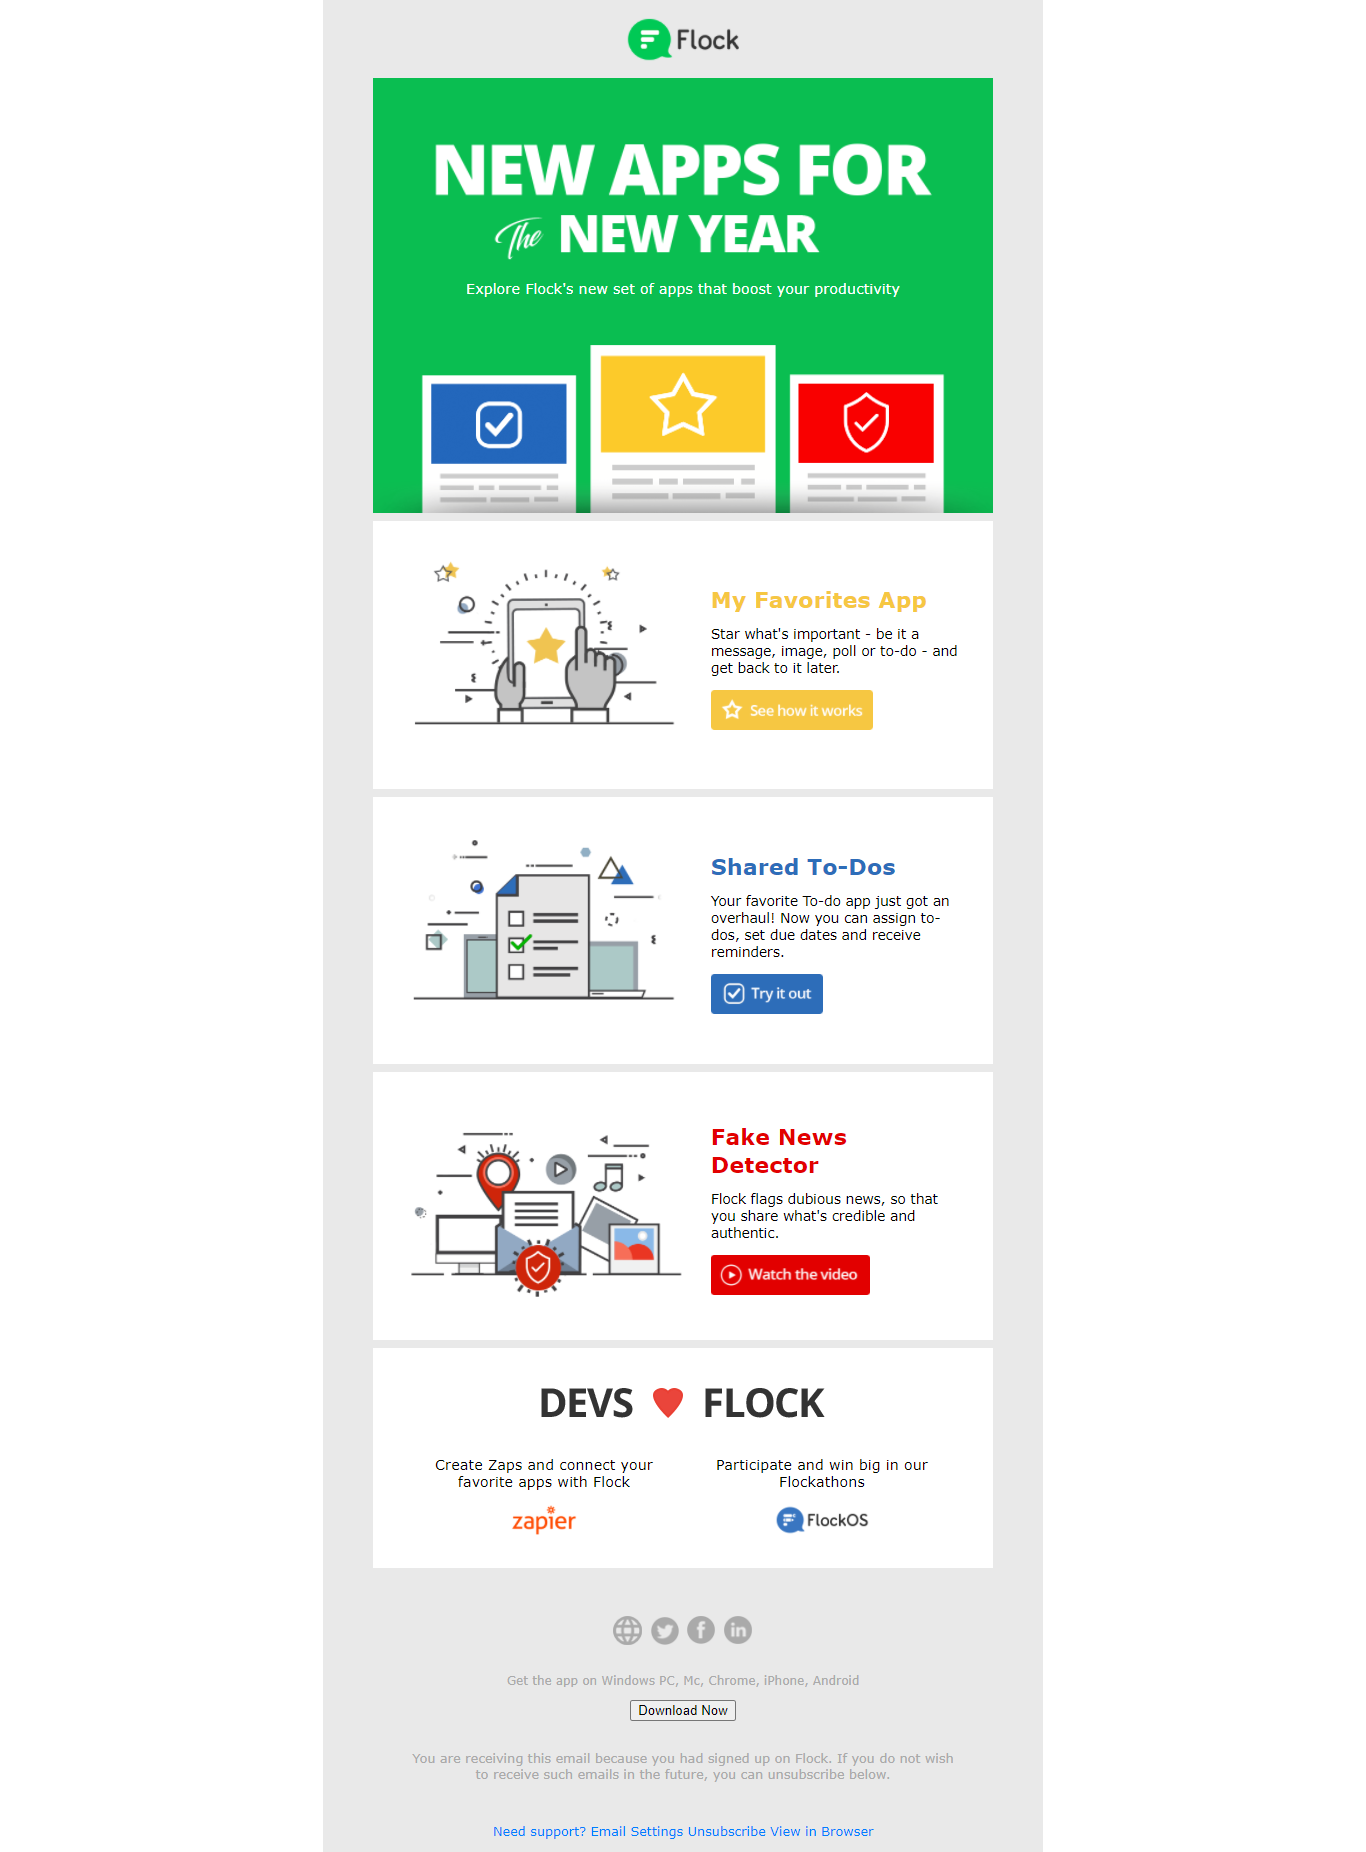 Flock
NEW APPS FOR
The NEW YEAR
Explore Flock's new set of apps that boost your productivity
My Favorites App
Star what's important - be it a
message, image, poll or to-do - and
get back to it later.
See how it works
Shared To-Dos
Your favorite To-do app just got an
overhaul! Now you can assign to-
dos, set due dates and receive
reminders.
Try it out
Fake News
Detector
Flock flags dubious news, so that
you share what's credible and
authentic.
Watch the video
DEVS FLOCK
Create Zaps and connect your
favorite apps with Flock
zapier
Participate and win big in our
Flockathons
FlockOS
Get the app on Windows PC, Mc, Chrome, iPhone, Android
Download Now
You are receiving this email because you had signed up on Flock. If you do not wish
to receive such emails in the future, you can unsubscribe below.
Need support? Email Settings Unsubscribe View in Browser